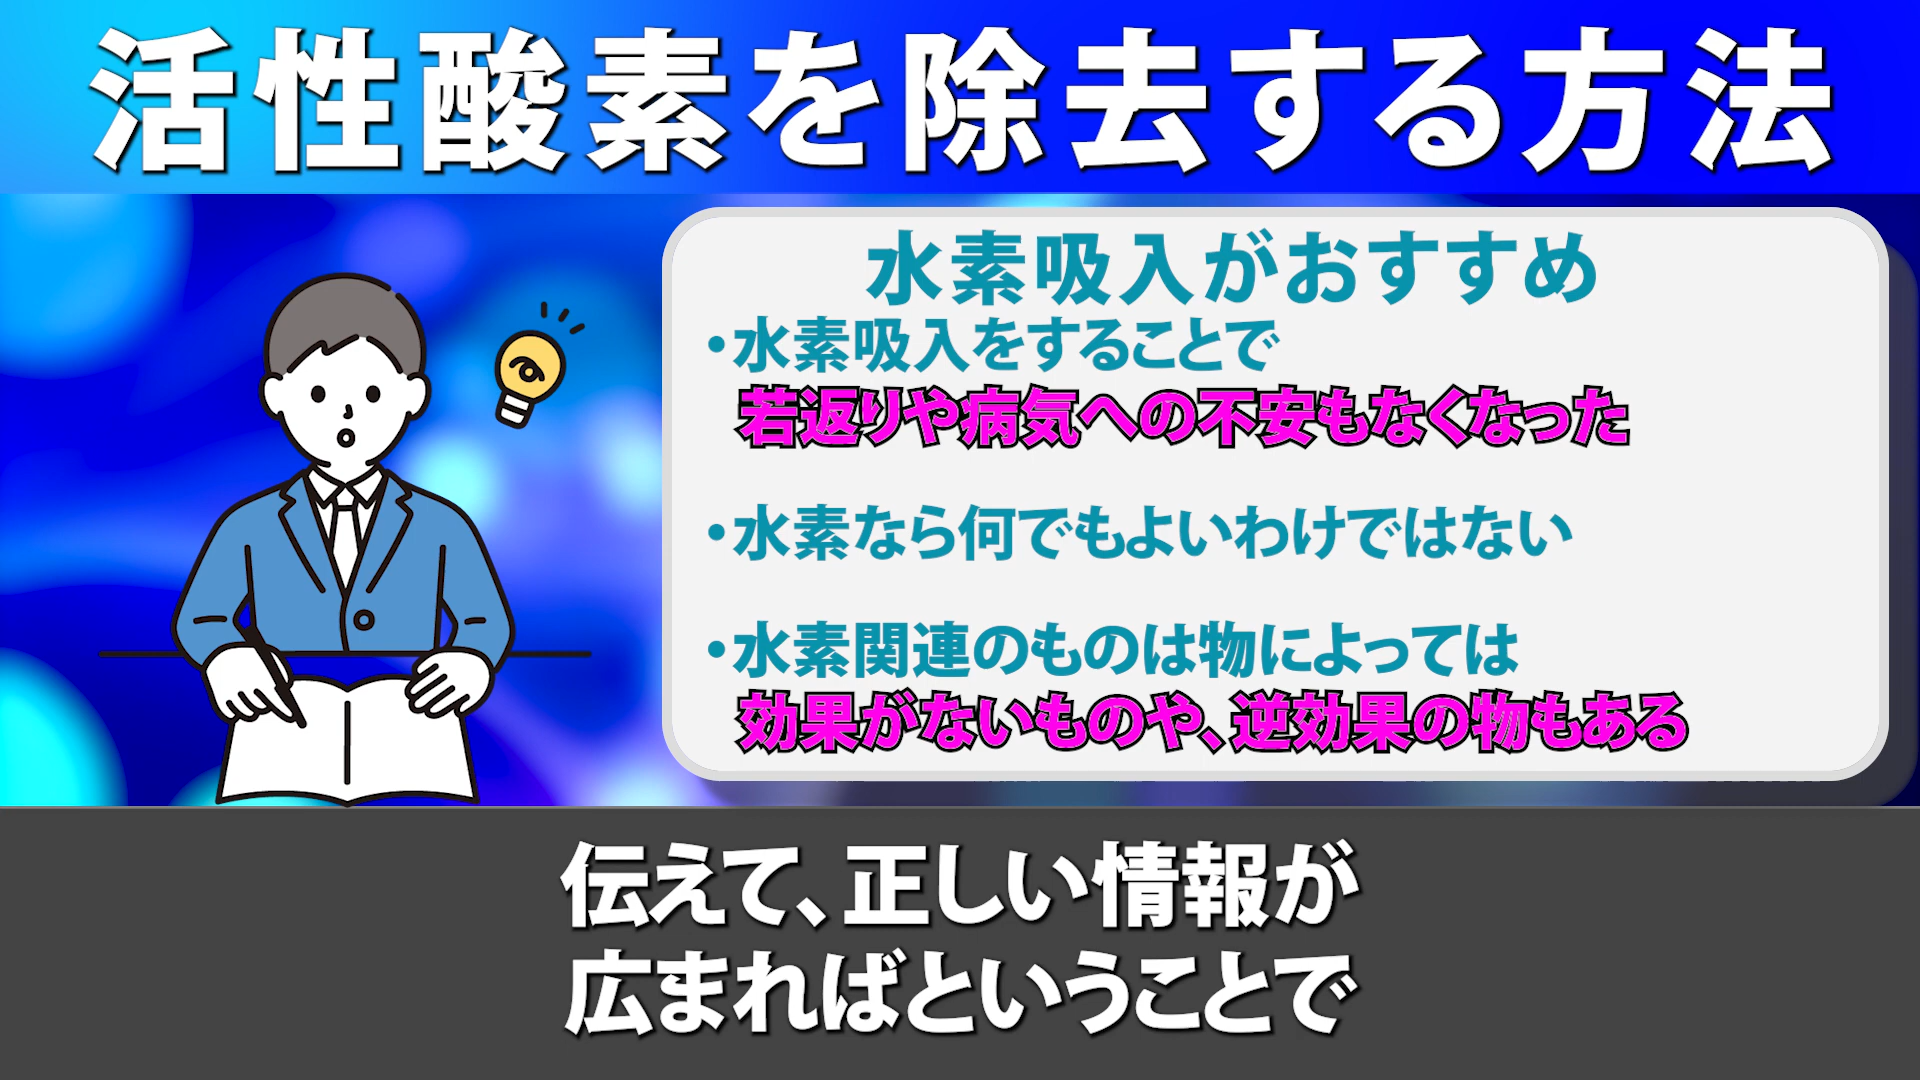 活性酸素を除去する方法
水素吸入がおすすめ
・水素吸入をすることで
若返りや病気への不安もなくなった
・水素なら何でもよいわけではない
・水素関連のものは物によっては
効果がないものや、逆効果の物もある
伝えて、正しい情報が
広まればということで